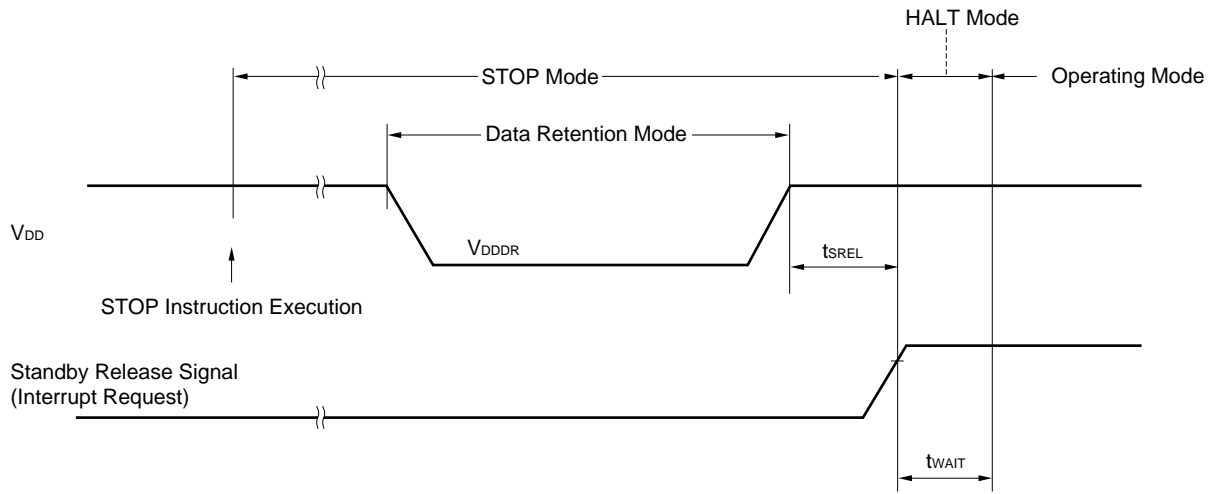 HALT Mode
STOP Mode
Operating Mode
Data Retention Mode
VDD
VDDDR
tSREL
STOP Instruction Execution
Standby Release Signal
(Interrupt Request)
tWAIT